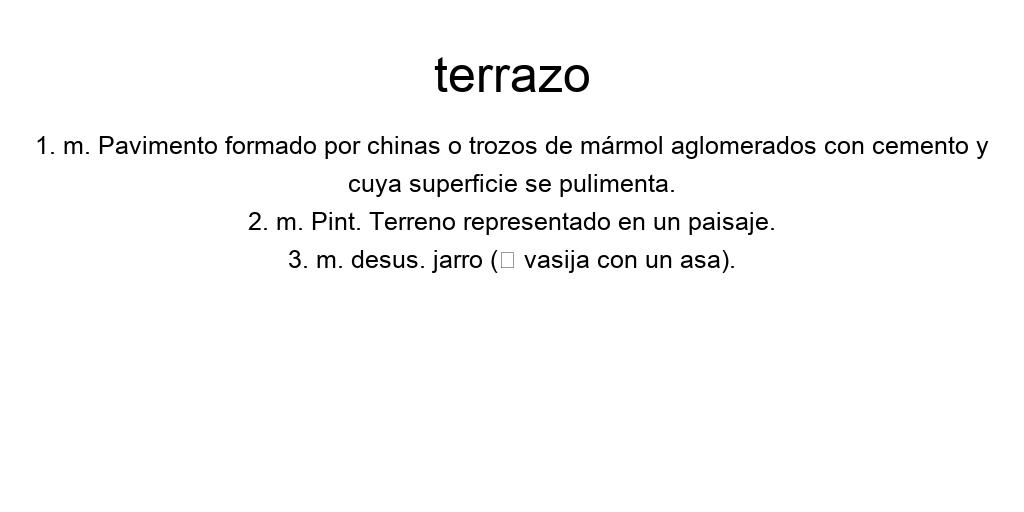 terrazo
1. m. Pavimento formado por chinas o trozos de mármol aglomerados con cemento y
cuya superficie se pulimenta.
2. m. Pint. Terreno representado en un paisaje.
3. m. desus. jarro (□ vasija con un asa).